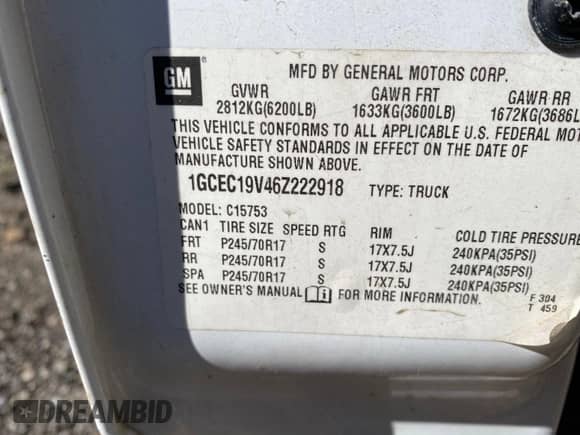 GM
®
MFD BY GENERAL MOTORS CORP.
GVWR GAWR FRT GAWR RR
2812KG(6200LB) 1633KG(3600LB) 1672KG(3686L
THIS VEHICLE CONFORMS TO ALL APPLICABLE U.S. FEDERAL MOT
VEHICLE SAFETY STANDARDS IN EFFECT ON THE DATE OF
MANUFACTURE SHOWN ABOVE.
1GCEC19V46Z222918 TYPE: TRUCK
MODEL: C15753
CAN1 TIRE SIZE SPEED RTG RIM COLD TIRE PRESSURE
FRT P245/70R17 S 17X7.5J 240KPA(35PSI)
RR P245/70R17 S 17X7.5J 240KPA(35PSI)
SPA P245/70R17 S 17X7.5J 240KPA(35PSI)
SEE OWNER'S MANUAL FOR MORE INFORMATION.
F 304
T 459
DREAMBID